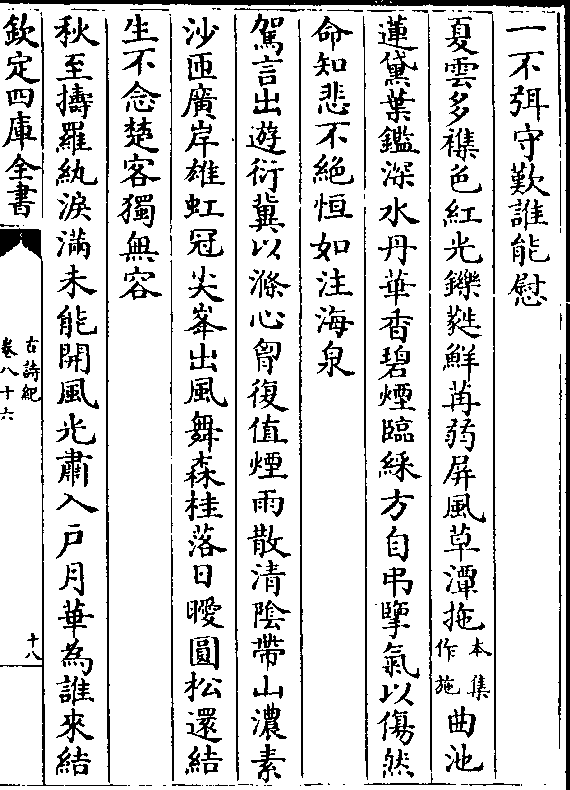 一不弭守歎誰能慰
夏雲多襍色紅光鑠蕤鮮苒弱屏風草潭拖本集作施曲池
蓮黛葉鑑深水丹華香碧煙臨綵方自弔擥氣以傷然
命知悲不絶恒如注海泉
駕言出遊衍冀以滌心胷復值煙雨散清陰帶山濃素
沙匝廣岸雄虹冠尖峯出風舞森桂落日曖圓松還結
生不念楚客獨無容
秋至擣羅紈淚滿未能開風光肅入戶月華為誰來結
欽定四庫全書
古詩紀
卷八十六
十八